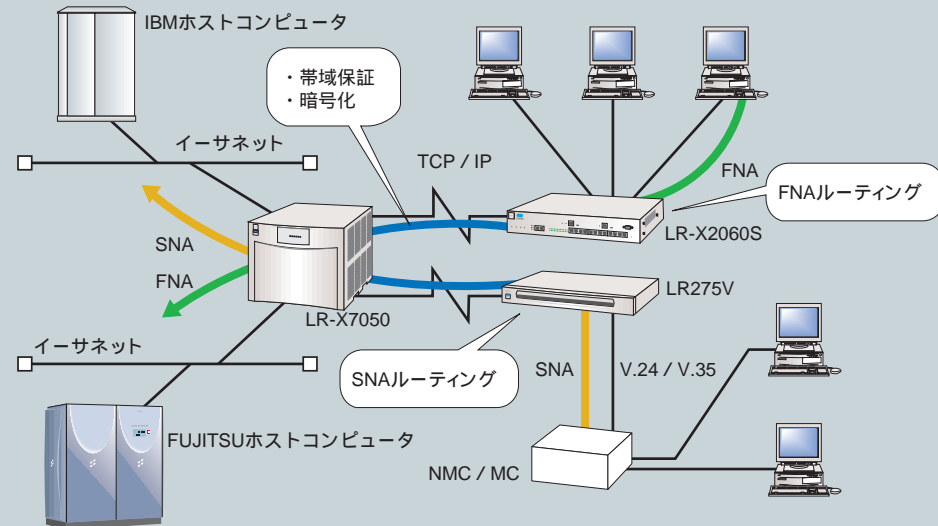 IBMホストコンピュータ
・帯域保証
・暗号化
イーサネット
TCP / IP
FNA
FNAルーティング
SNA
LR-X2060S
FNA
LR275V
LR-X7050
イーサネット
SNAルーティング
SNA
V.24 / V.35
FUJITSUホストコンピュータ
NMC / MC